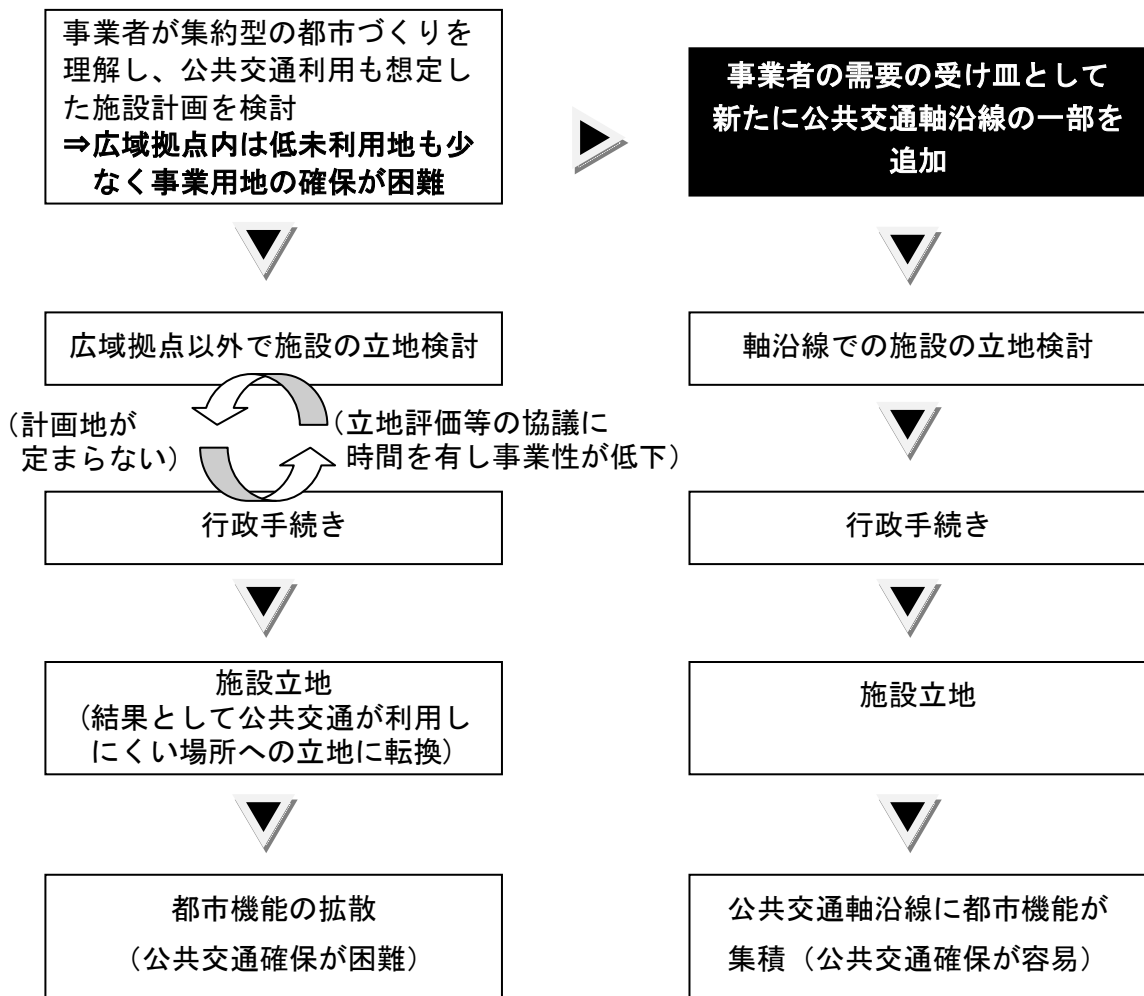 事業者が集約型の都市づくりを
理解し、公共交通利用も想定し
た施設計画を検討
⇒広域拠点内は低未利用地も少
なく事業用地の確保が困難
広域拠点以外で施設の立地検討
（計画地が
定まらない）
（立地評価等の協議に
時間を有し事業性が低下）
行政手続き
施設立地
（結果として公共交通が利用し
にくい場所への立地に転換）
都市機能の拡散
（公共交通確保が困難）
事業者の需要の受け皿として
新たに公共交通軸沿線の一部を
追加
軸沿線での施設の立地検討
行政手続き
施設立地
公共交通軸沿線に都市機能が
集積（公共交通確保が容易）